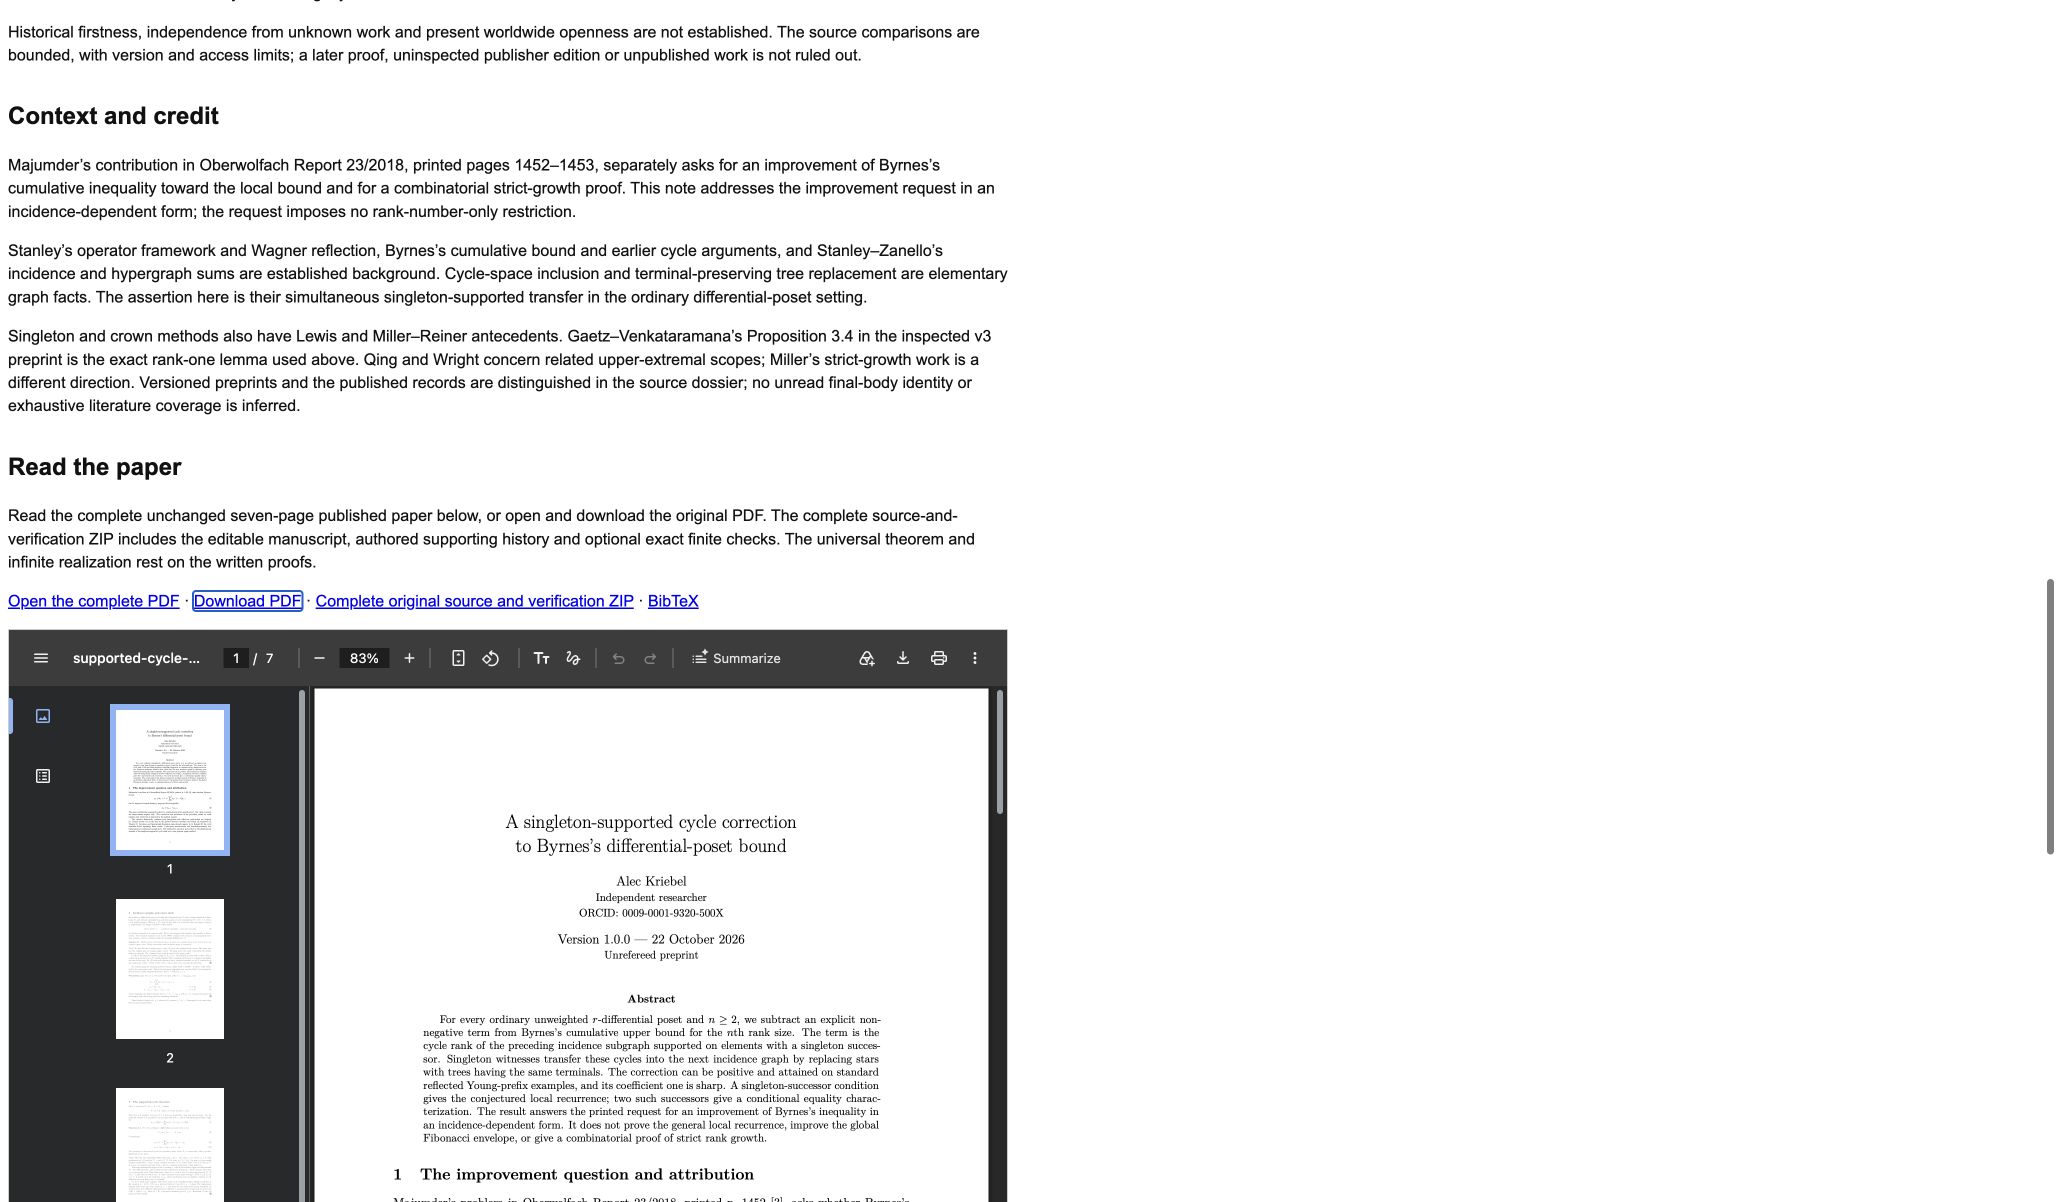 Historical firstness, independence from unknown work and present worldwide openness are not established. The source comparisons are
bounded, with version and access limits; a later proof, uninspected publisher edition or unpublished work is not ruled out.
Context and credit
Majumder’s contribution in Oberwolfach Report 23/2018, printed pages 1452–1453, separately asks for an improvement of Byrnes’s
cumulative inequality toward the local bound and for a combinatorial strict-growth proof. This note addresses the improvement request in an
incidence-dependent form; the request imposes no rank-number-only restriction.
Stanley’s operator framework and Wagner reflection, Byrnes’s cumulative bound and earlier cycle arguments, and Stanley–Zanello’s
incidence and hypergraph sums are established background. Cycle-space inclusion and terminal-preserving tree replacement are elementary
graph facts. The assertion here is their simultaneous singleton-supported transfer in the ordinary differential-poset setting.
Singleton and crown methods also have Lewis and Miller–Reiner antecedents. Gaetz–Venkataramana’s Proposition 3.4 in the inspected v3
preprint is the exact rank-one lemma used above. Qing and Wright concern related upper-extremal scopes; Miller’s strict-growth work is a
different direction. Versioned preprints and the published records are distinguished in the source dossier; no unread final-body identity or
exhaustive literature coverage is inferred.
Read the paper
Read the complete unchanged seven-page published paper below, or open and download the original PDF. The complete source-and-
verification ZIP includes the editable manuscript, authored supporting history and optional exact finite checks. The universal theorem and
infinite realization rest on the written proofs.
Open the complete PDF · Download PDF · Complete original source and verification ZIP · BibTeX
supported-cycle-... 1 / 7 − 83% + Summarize
1
2
A singleton-supported cycle correction
to Byrnes’s differential-poset bound
Alec Kriebel
Independent researcher
ORCID: 0009-0001-9320-500X
Version 1.0.0 — 22 October 2026
Unrefereed preprint
Abstract
For every ordinary unweighted r-differential poset and n ≥ 2, we subtract an explicit non-
negative term from Byrnes’s cumulative upper bound for the nth rank size. The term is the
cycle rank of the preceding incidence subgraph supported on elements with a singleton succes-
sor. Singleton witnesses transfer these cycles into the next incidence graph by replacing stars
with trees having the same terminals. The correction can be positive and attained on standard
reflected Young-prefix examples, and its coefficient one is sharp. A singleton-successor condition
gives the conjectured local recurrence; two such successors give a conditional equality charac-
terization. The result answers the printed request for an improvement of Byrnes’s inequality in
an incidence-dependent form. It does not prove the general local recurrence, improve the global
Fibonacci envelope, or give a combinatorial proof of strict rank growth.
1 The improvement question and attribution
Majumder’s problem in Oberwolfach Report 23/2018, printed p. 1452 [3], asks whether Byrnes’s